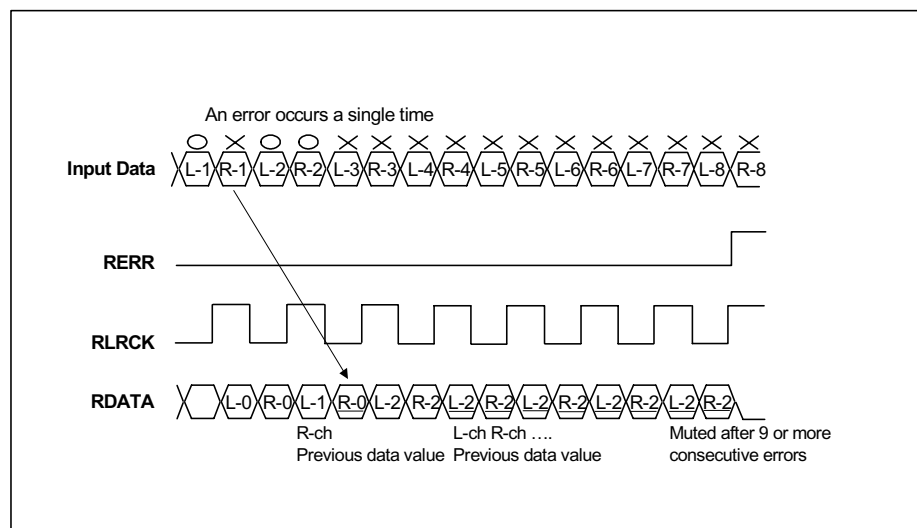 An error occurs a single time
Input Data L-1 R-1 L-2 R-2 L-3 R-3 L-4 R-4 L-5 R-5 L-6 R-6 L-7 R-7 L-8 R-8
RERR
RLRCK
RDATA L-0 R-0 L-1 R-0 L-2 R-2 L-2 R-2 L-2 R-2 L-2 R-2 L-2 R-2
R-ch L-ch R-ch .... Muted after 9 or more
Previous data value Previous data value consecutive errors